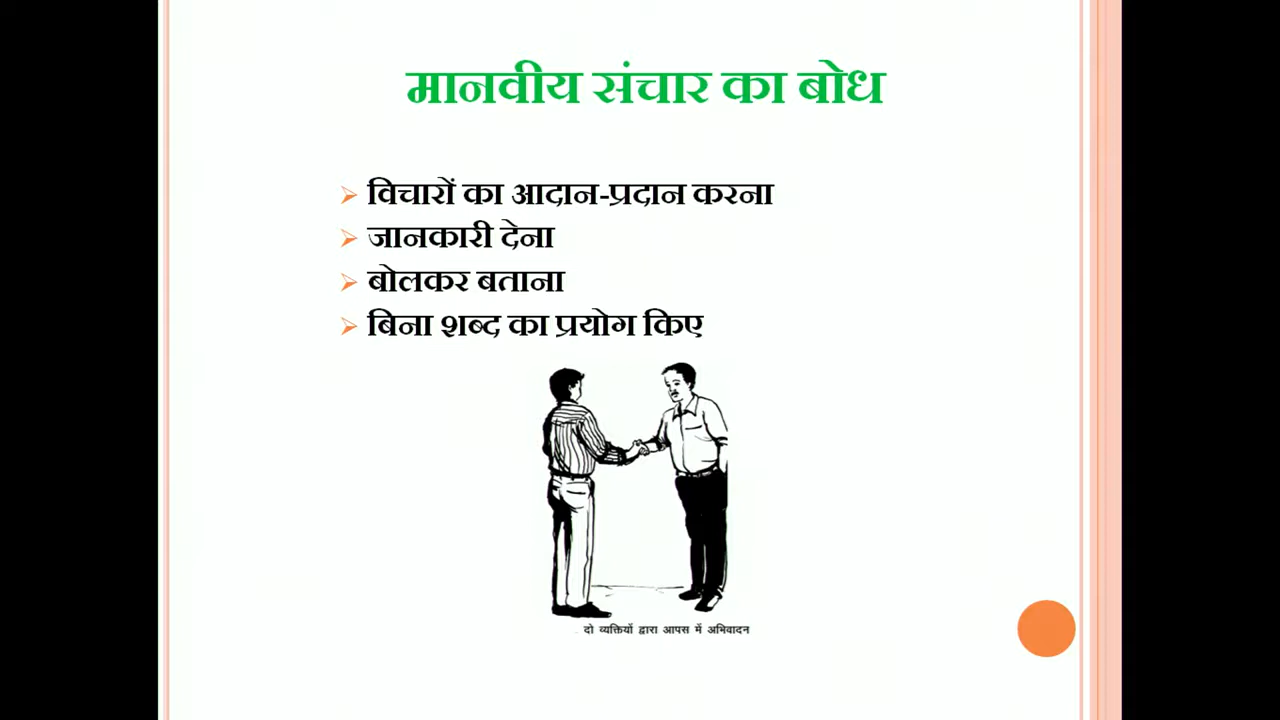 मानवीय संचार का बोध
विचारों का आदान-प्रदान करना
जानकारी देना
बोलकर बताना
बिना शब्द का प्रयोग किए
दो व्यक्तियों द्वारा आपस में अभिवादन